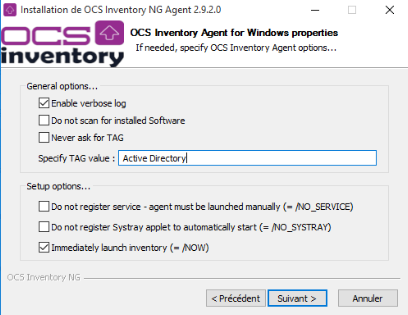 Installation de OCS Inventory NG Agent 2.9.2.0
OCS
inventory
OCS Inventory Agent for Windows properties
If needed, specify OCS Inventory Agent options...
General options...
Enable verbose log
Do not scan for installed Software
Never ask for TAG
Specify TAG value : Active Directory
Setup options...
Do not register service - agent must be launched manually (= /NO_SERVICE)
Do not register Systray applet to automatically start (= /NO_SYSTRAY)
Immediately launch inventory (= /NOW)
OCS Inventory NG
< Précédent Suivant > Annuler